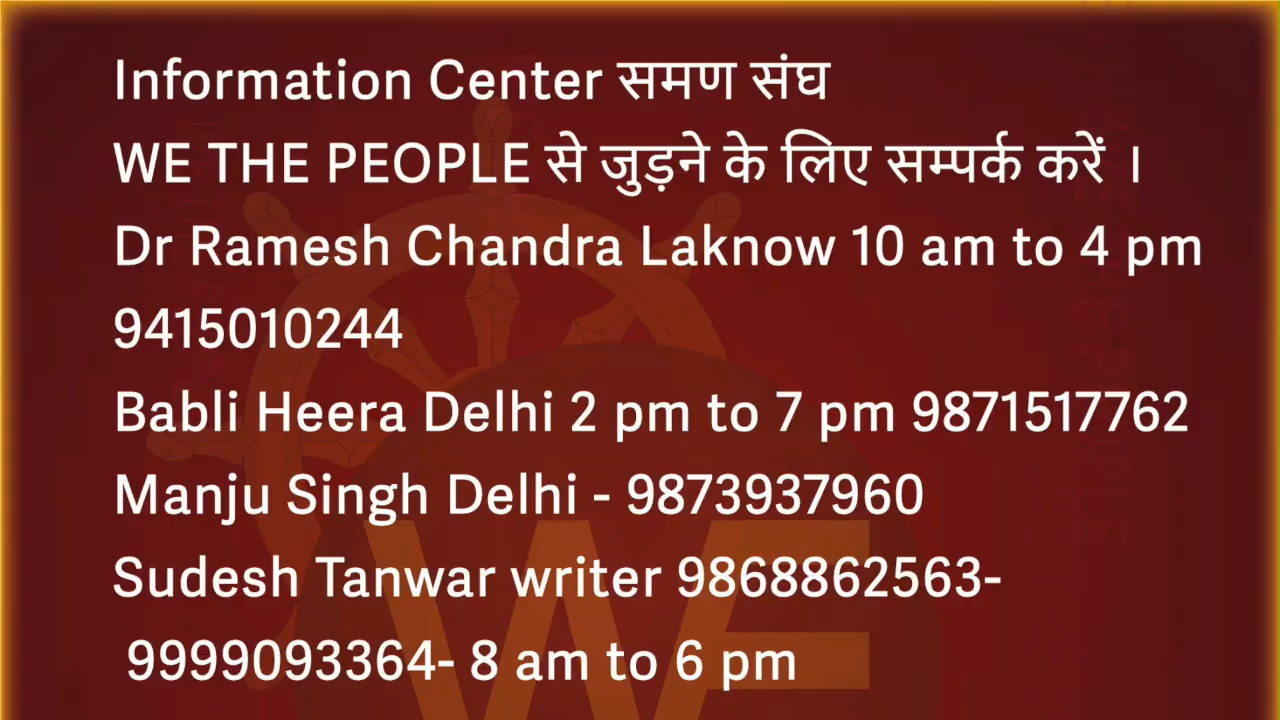 Information Center समण संघ
WE THE PEOPLE से जुड़ने के लिए सम्पर्क करें ।
Dr Ramesh Chandra Laknow 10 am to 4 pm
9415010244
Babli Heera Delhi 2 pm to 7 pm 9871517762
Manju Singh Delhi - 9873937960
Sudesh Tanwar writer 9868862563-
9999093364- 8 am to 6 pm
WE